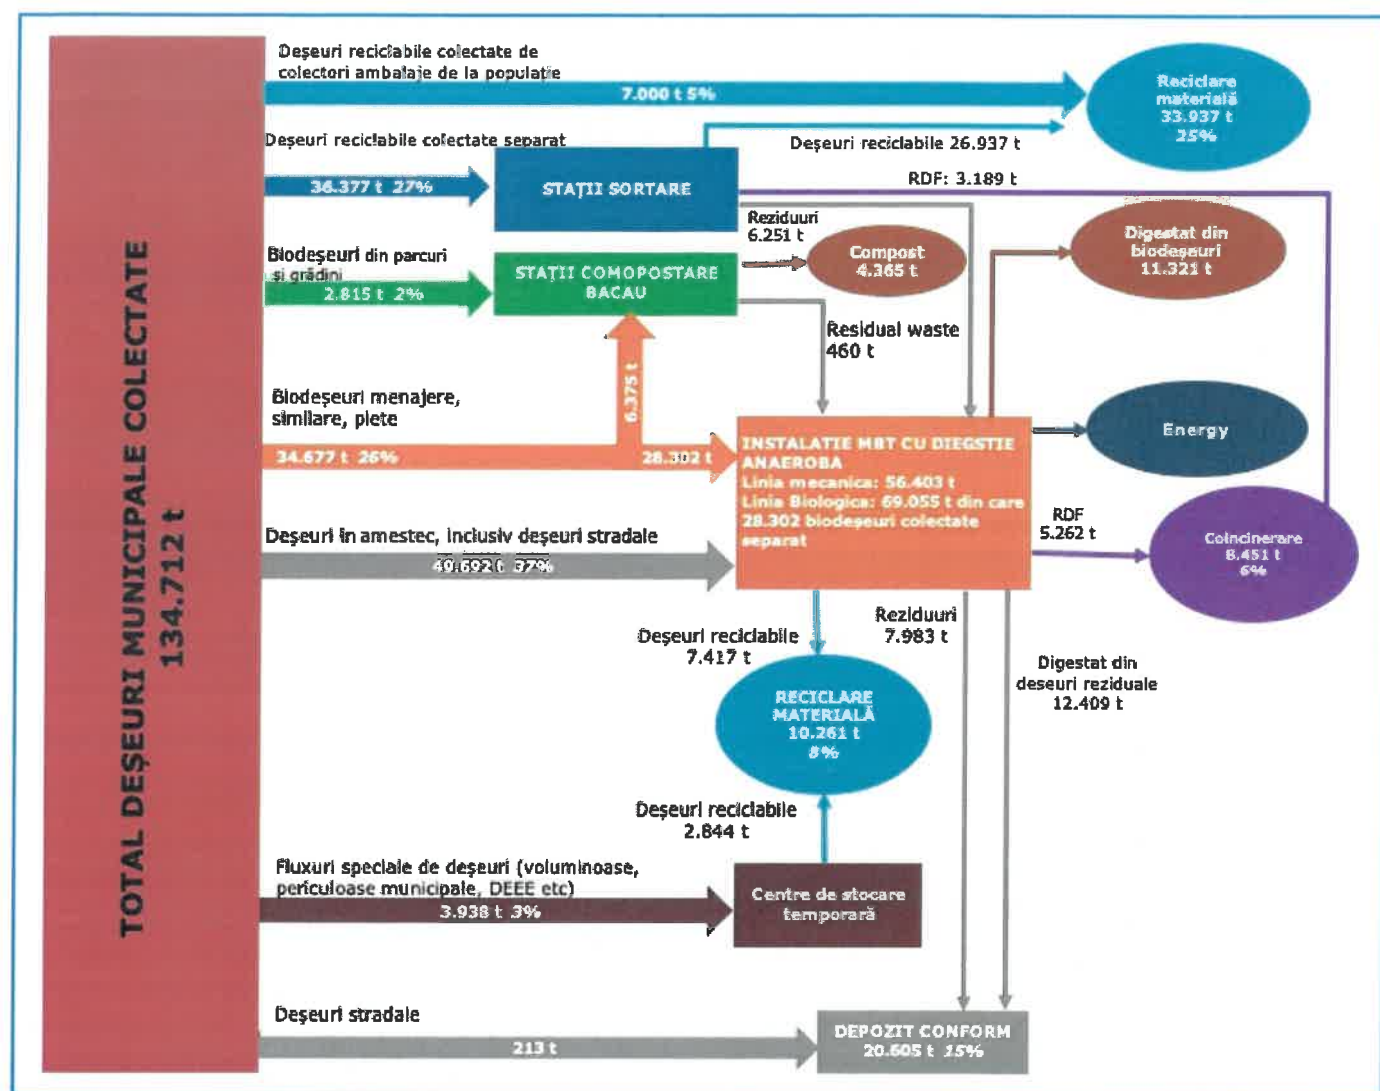 TOTAL DEȘEURI MUNICIPALE COLECTATE
134.712 t
Deșeuri reciclabile colectate de
colectori ambalaje de la populație
7.000 t 5%
Reciclare
materială
33.937 t
25%
Deșeuri reciclabile colectate separat
36.377 t 27%
STAȚII SORTARE
Deșeuri reciclabile 26.937 t
RDF: 3.189 t
Reziduuri
6.251 t
Biodeșeuri din parcuri
si grădini
2.815 t 2%
STAȚII COMOPOSTARE
BACAU
Compost
4.365 t
Digestat din
biodeșeuri
11.321 t
Residual waste
460 t
6.375 t
Biodeșeuri menajere,
similare, piete
34.677 t 26%
28.302 t
INSTALATIE MBT CU DIEGSTIE
ANAEROBA
Linia mecanica: 56.403 t
Linia Biologica: 69.055 t din care
28.302 biodeșeuri colectate
separat
Energy
RDF
5.262 t
Coincinerare
8.451 t
6%
Deșeuri în amestec, inclusiv deșeuri stradale
49.692 t 37%
Deșeuri reciclabile
7.417 t
Reziduuri
7.983 t
Digestat din
deseuri reziduale
12.409 t
RECICLARE
MATERIALĂ
10.261 t
8%
Deșeuri reciclabile
2.844 t
Fluxuri speciale de deșeuri (voluminoase,
periculoase municipale, DEEE etc)
3.938 t 3%
Centre de stocare
temporară
Deșeuri stradale
213 t
DEPOZIT CONFORM
20.605 t 15%